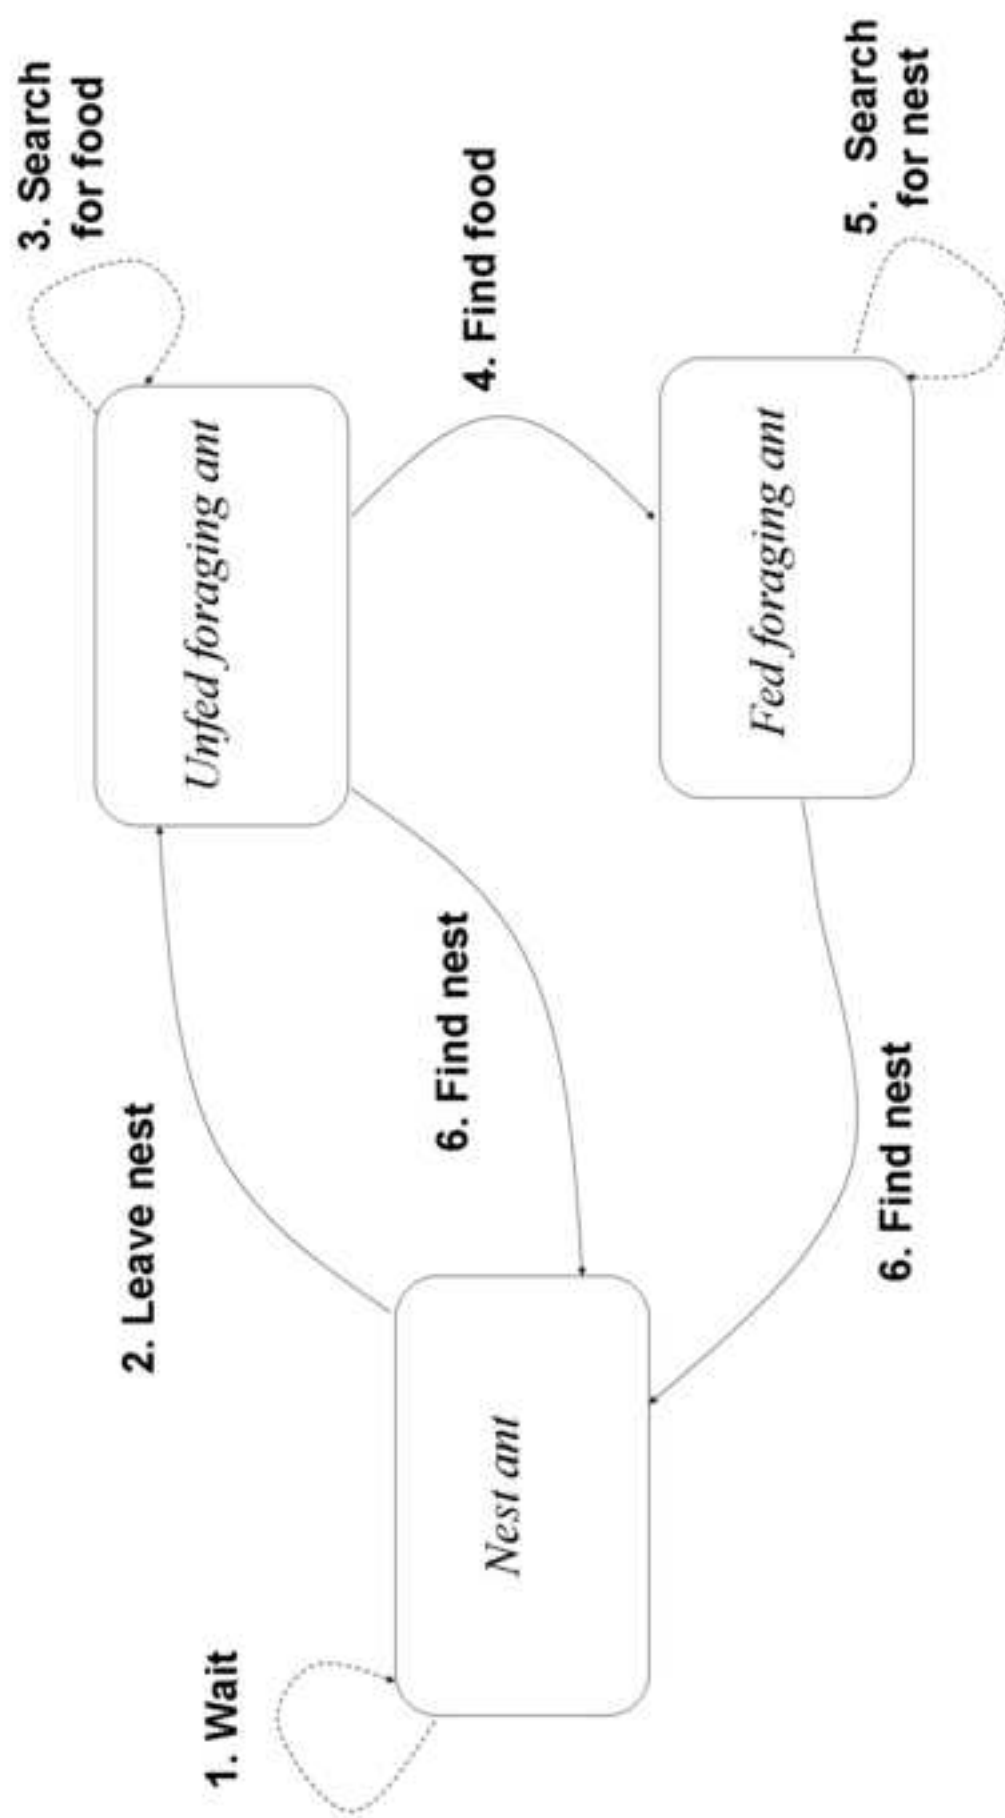 1. Wait
Nest ant
2. Leave nest
6. Find nest
6. Find nest
Unfed foraging ant
3. Search
for food
4. Find food
Fed foraging ant
5. Search
for nest